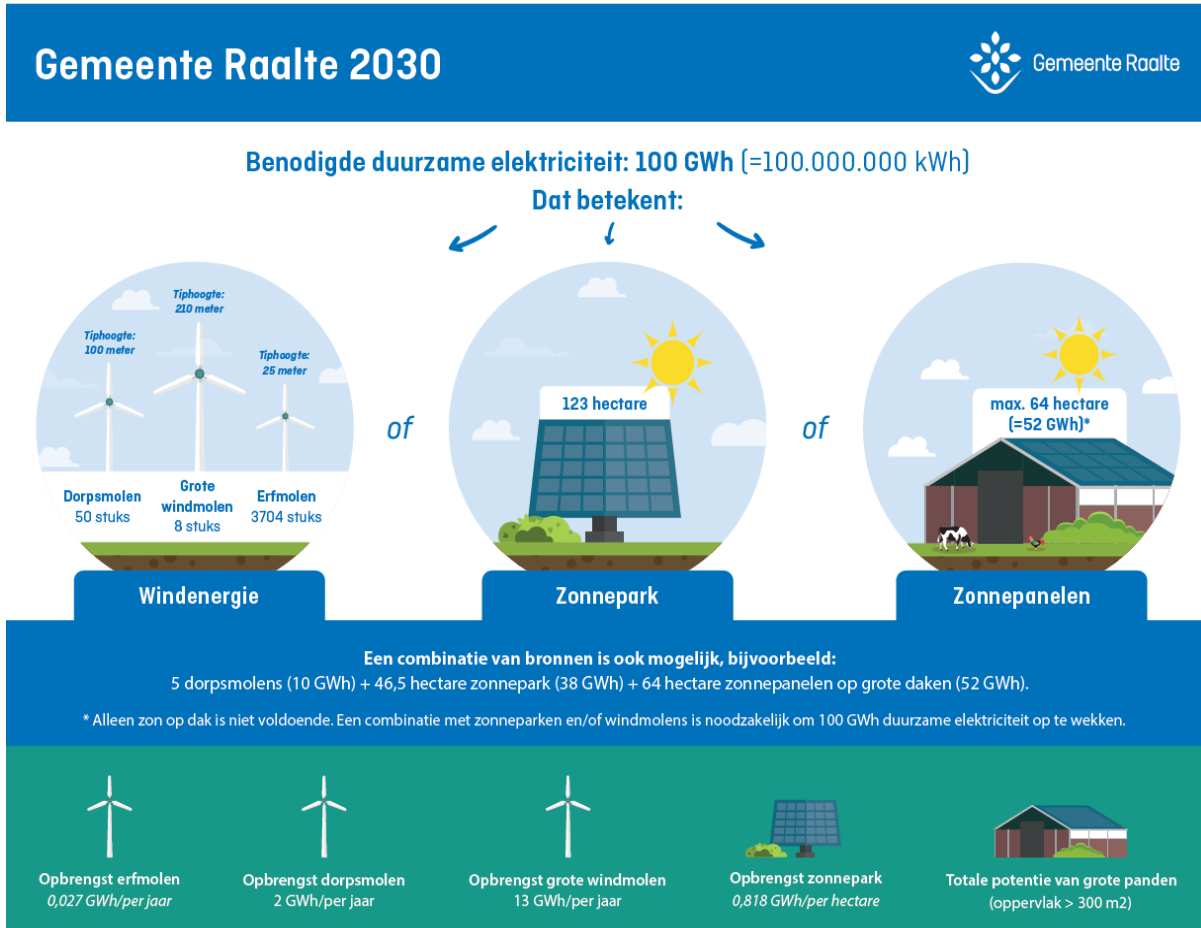 Gemeente Raalte 2030
Gemeente Raalte
Benodigde duurzame elektriciteit: 100 GWh (=100.000.000 kWh)
Dat betekent:
Tiphoogte:
210 meter
Tiphoogte:
100 meter
Tiphoogte:
25 meter
Dorpsmolen
50 stuks
Grote
windmolen
8 stuks
Erfmolen
3704 stuks
Windenergie
of
123 hectare
Zonnepark
of
max. 64 hectare
(=52 GWh)*
Zonnepanelen
Een combinatie van bronnen is ook mogelijk, bijvoorbeeld:
5 dorpsmolens (10 GWh) + 46,5 hectare zonnepark (38 GWh) + 64 hectare zonnepanelen op grote daken (52 GWh).
* Alleen zon op dak is niet voldoende. Een combinatie met zonneparken en/of windmolens is noodzakelijk om 100 GWh duurzame elektriciteit op te wekken.
Opbrengst erfmolen
0,027 GWh/per jaar
Opbrengst dorpsmolen
2 GWh/per jaar
Opbrengst grote windmolen
13 GWh/per jaar
Opbrengst zonnepark
0,818 GWh/per hectare
Totale potentie van grote panden
(oppervlak > 300 m2)